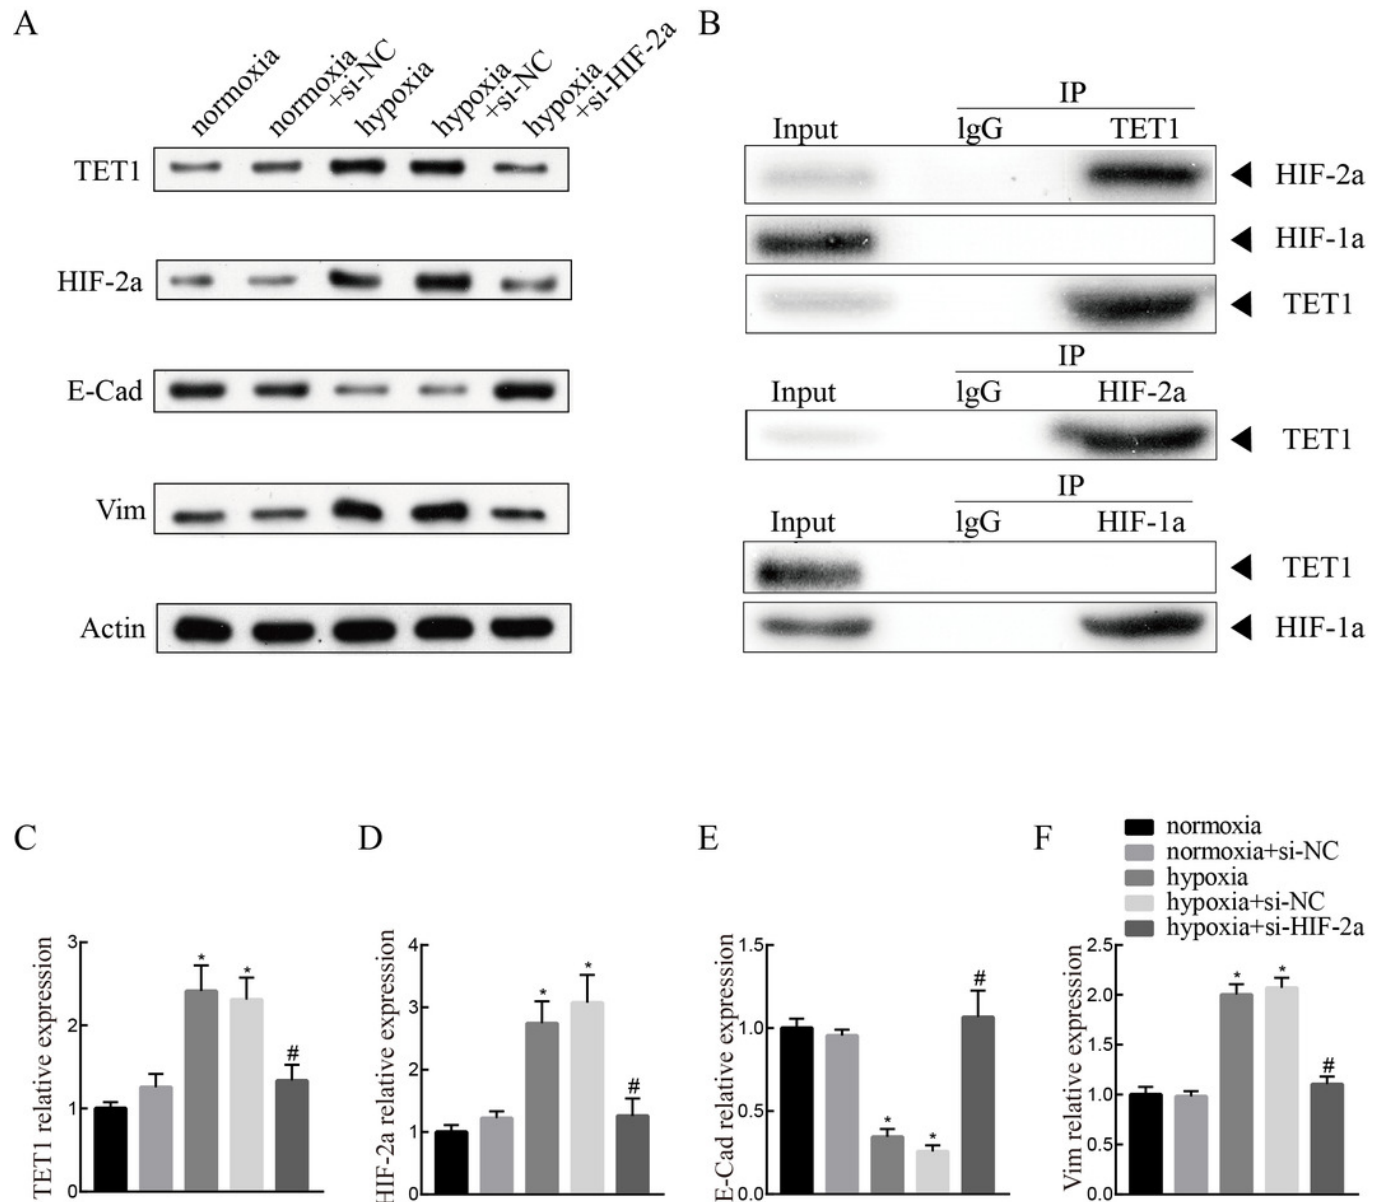 A
B
normoxia
normoxia
+si-NC
hypoxia
hypoxia
+si-NC
hypoxia
+si-HIF-2a
TET1
HIF-2a
E-Cad
Vim
Actin
IP
Input lgG TET1
HIF-2a
HIF-1a
TET1
IP
Input lgG HIF-2a
TET1
IP
Input lgG HIF-1a
TET1
HIF-1a
C
D
E
F
normoxia
normoxia+si-NC
hypoxia
hypoxia+si-NC
hypoxia+si-HIF-2a
TET1 relative expression
3
2
1
0
* * #
HIF-2a relative expression
4
3
2
1
0
* * #
E-Cad relative expression
1.5
1.0
0.5
0.0
* * #
Vim relative expression
2.5
2.0
1.5
1.0
0.5
0.0
* * #